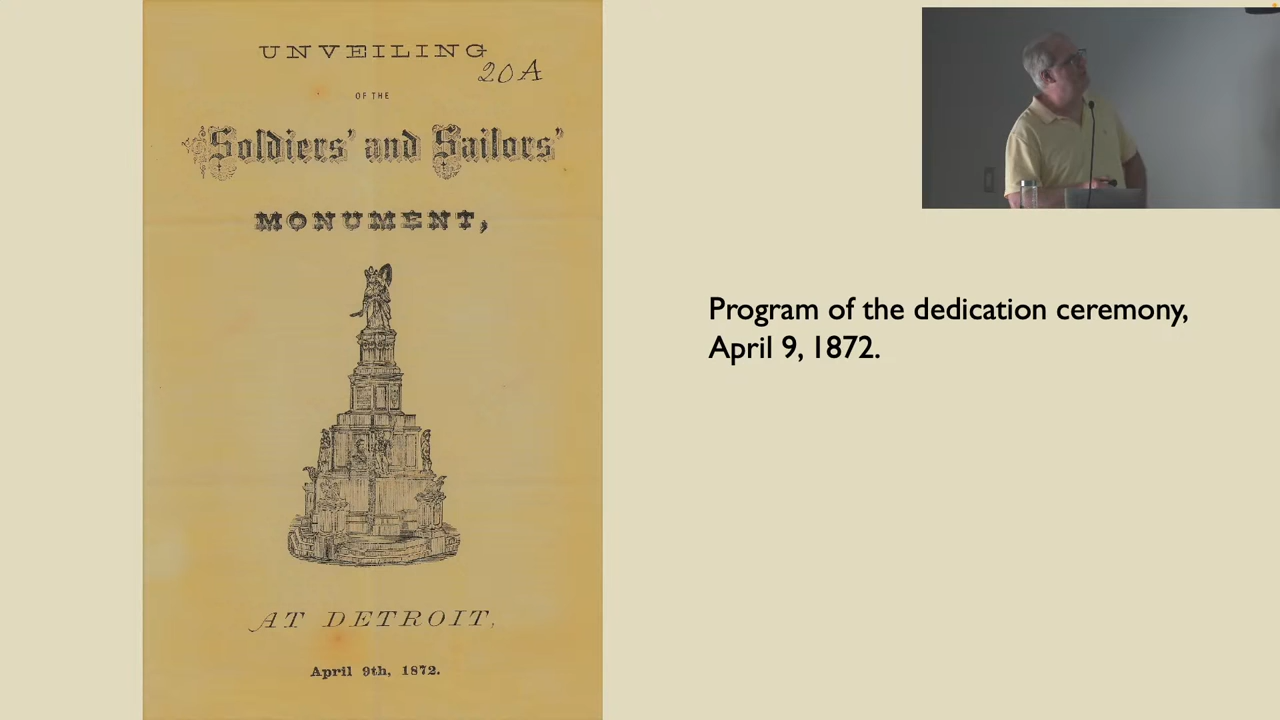 UNVEILING
20A
OF THE
Soldiers' and Sailors'
MONUMENT,
AT DETROIT,
April 9th, 1872.
Program of the dedication ceremony,
April 9, 1872.